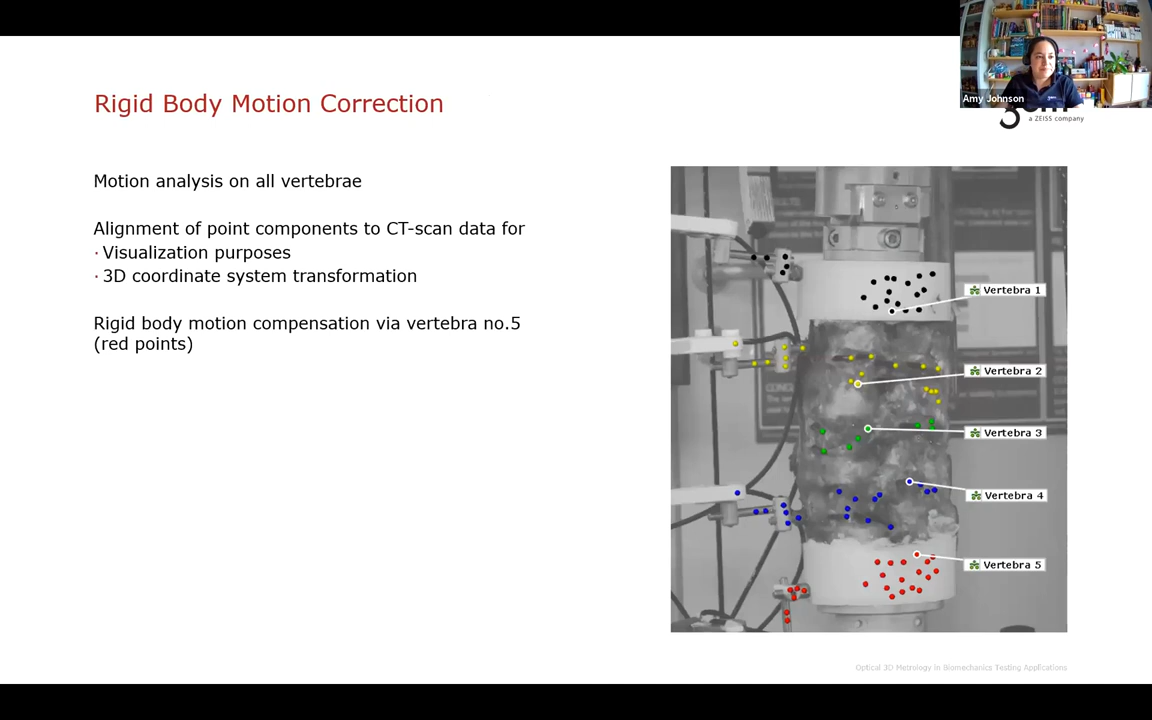 Rigid Body Motion Correction
Amy Johnson
a ZEISS company
Motion analysis on all vertebrae
Alignment of point components to CT-scan data for
· Visualization purposes
· 3D coordinate system transformation
Rigid body motion compensation via vertebra no.5
(red points)
Vertebra 1
Vertebra 2
Vertebra 3
Vertebra 4
Vertebra 5
Optical 3D Metrology in Biomechanics Testing Applications